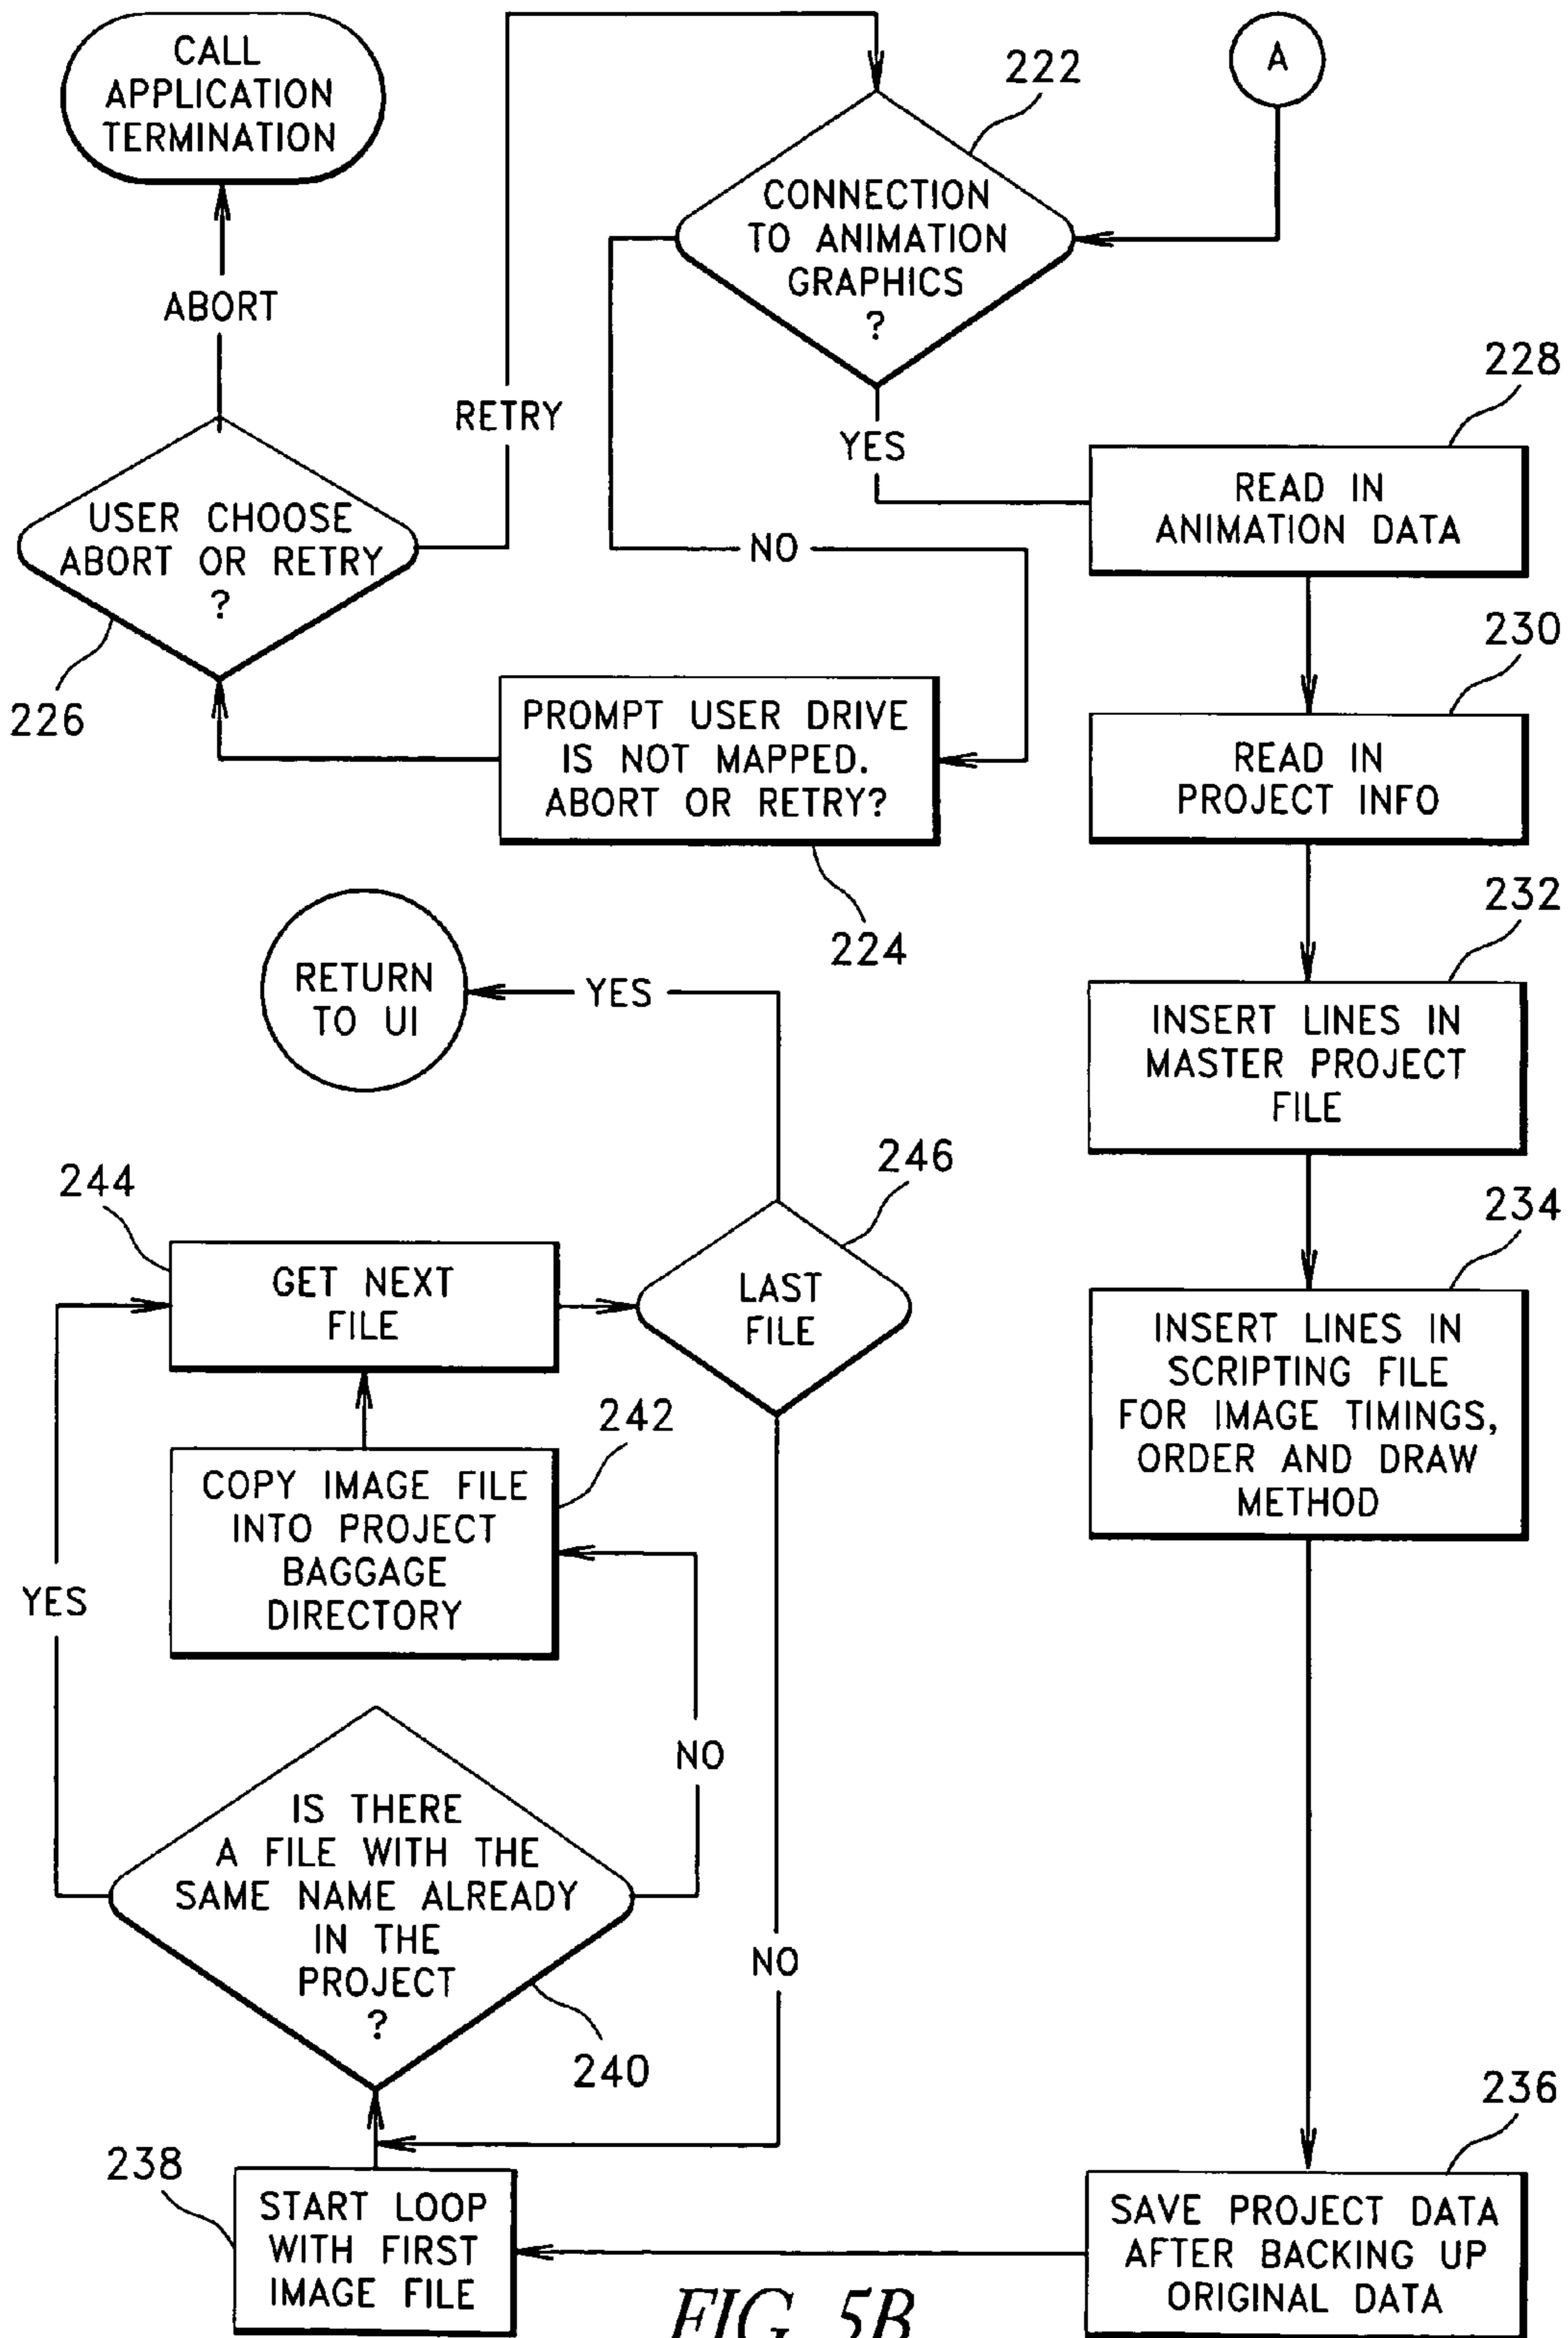 CALL
APPLICATION
TERMINATION
A
222
CONNECTION
TO ANIMATION
GRAPHICS
?
ABORT
RETRY
YES
228
READ IN
ANIMATION DATA
USER CHOOSE
ABORT OR RETRY
?
NO
226
230
READ IN
PROJECT INFO
PROMPT USER DRIVE
IS NOT MAPPED.
ABORT OR RETRY?
224
232
INSERT LINES IN
MASTER PROJECT
FILE
RETURN
TO UI
YES
244
246
234
GET NEXT
FILE
LAST
FILE
INSERT LINES IN
SCRIPTING FILE
FOR IMAGE TIMINGS,
ORDER AND DRAW
METHOD
242
COPY IMAGE FILE
INTO PROJECT
BAGGAGE
DIRECTORY
YES
NO
IS THERE
A FILE WITH THE
SAME NAME ALREADY
IN THE
PROJECT
?
NO
240
236
238
START LOOP
WITH FIRST
IMAGE FILE
SAVE PROJECT DATA
AFTER BACKING UP
ORIGINAL DATA
FIG. 5B